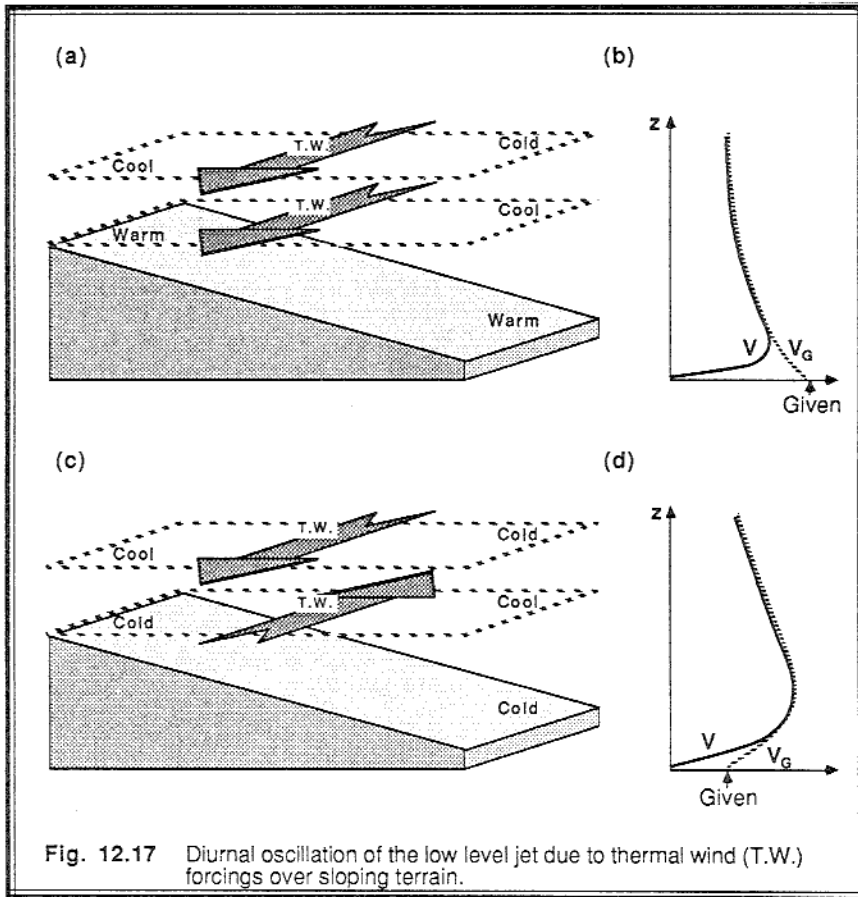 (a)
(b)
T.W.
Cold
Cool
T.W.
Cool
Warm
Warm
z
V
V_G
Given
(c)
(d)
T.W.
Cold
Cool
T.W.
Cool
Cold
Cold
z
V
V_G
Given
Fig. 12.17 Diurnal oscillation of the low level jet due to thermal wind (T.W.)
forcings over sloping terrain.